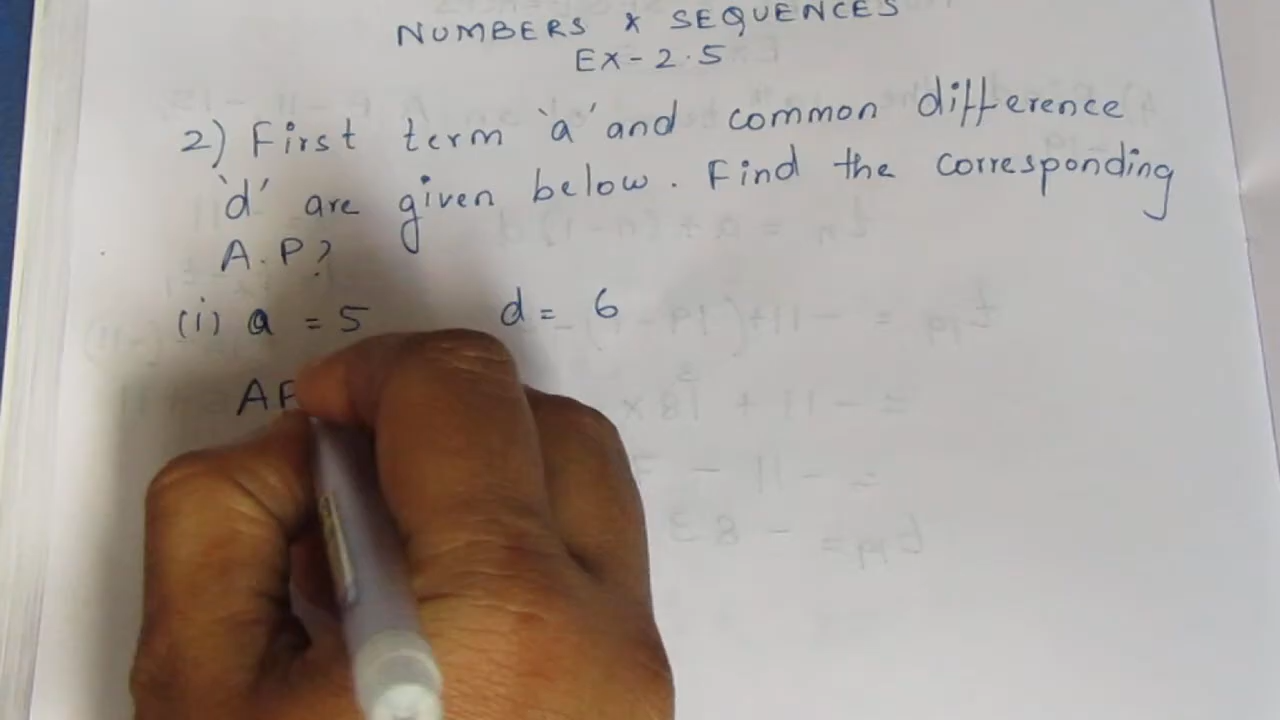 NUMBERS & SEQUENCES
EX-2.5
2) First term 'a' and common difference
'd' are given below. Find the corresponding
A.P?
(i) a = 5 d = 6
AP